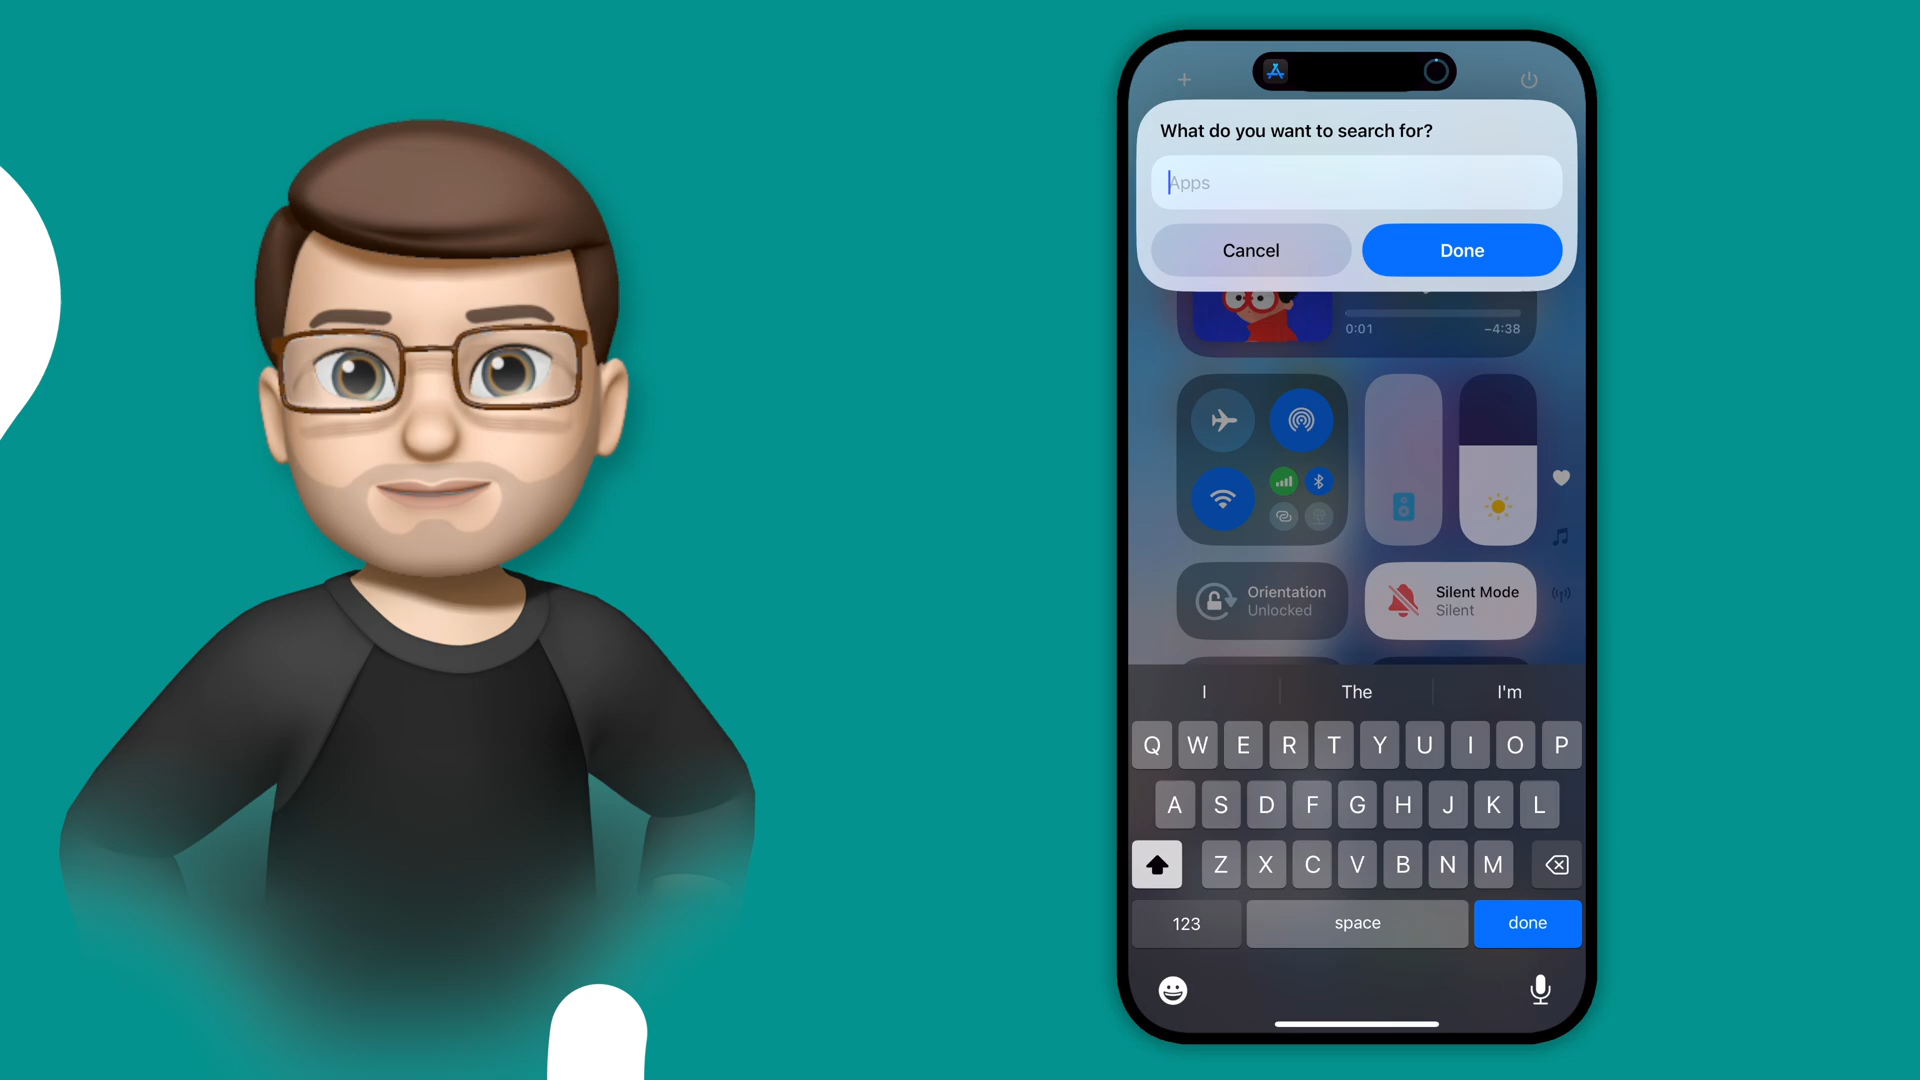 What do you want to search for?
Apps
Cancel
Done
0:01
−4:38
Orientation
Unlocked
Silent Mode
Silent
I
The
I'm
Q W E R T Y U I O P
A S D F G H J K L
Z X C V B N M
123
space
done